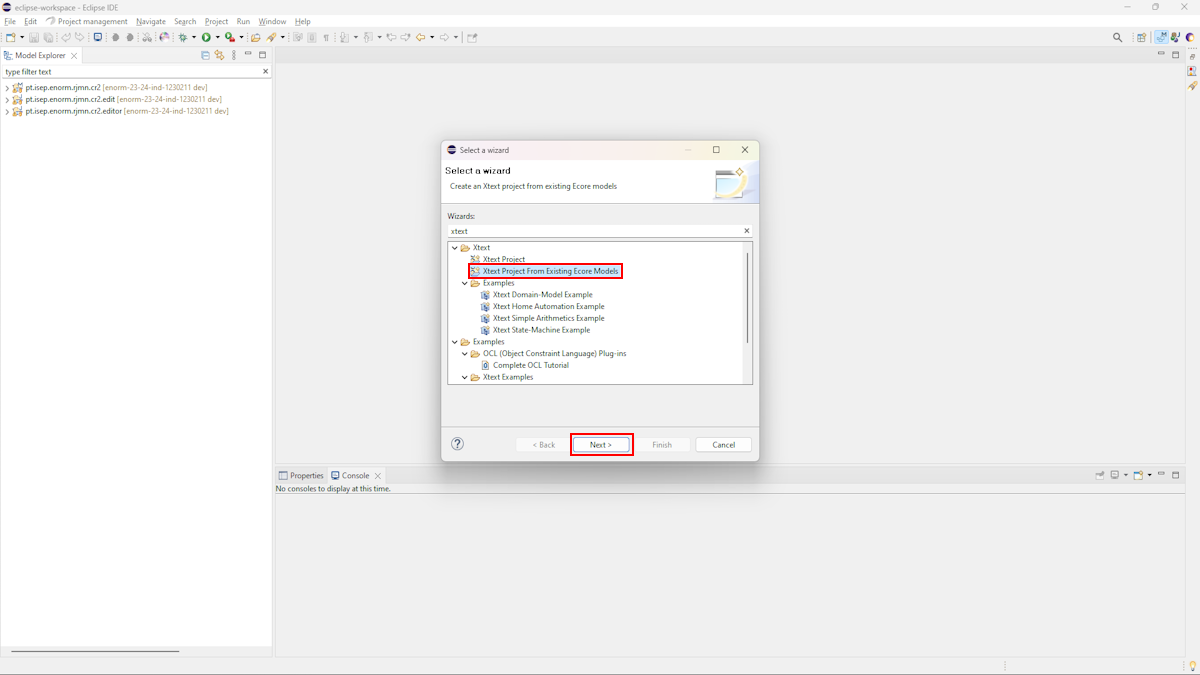 eclipse-workspace - Eclipse IDE
File Edit Project management Navigate Search Project Run Window Help
Model Explorer
type filter text
pt.isep.enorm.rjmn.cr2 [enorm-23-24-ind-1230211 dev]
pt.isep.enorm.rjmn.cr2.edit [enorm-23-24-ind-1230211 dev]
pt.isep.enorm.rjmn.cr2.editor [enorm-23-24-ind-1230211 dev]
Select a wizard
Select a wizard
Create an Xtext project from existing Ecore models
Wizards:
xtext
Xtext
Xtext Project
Xtext Project From Existing Ecore Models
Examples
Xtext Domain-Model Example
Xtext Home Automation Example
Xtext Simple Arithmetics Example
Xtext State-Machine Example
Examples
OCL (Object Constraint Language) Plug-ins
Complete OCL Tutorial
Xtext Examples
? < Back Next > Finish Cancel
Properties Console
No consoles to display at this time.